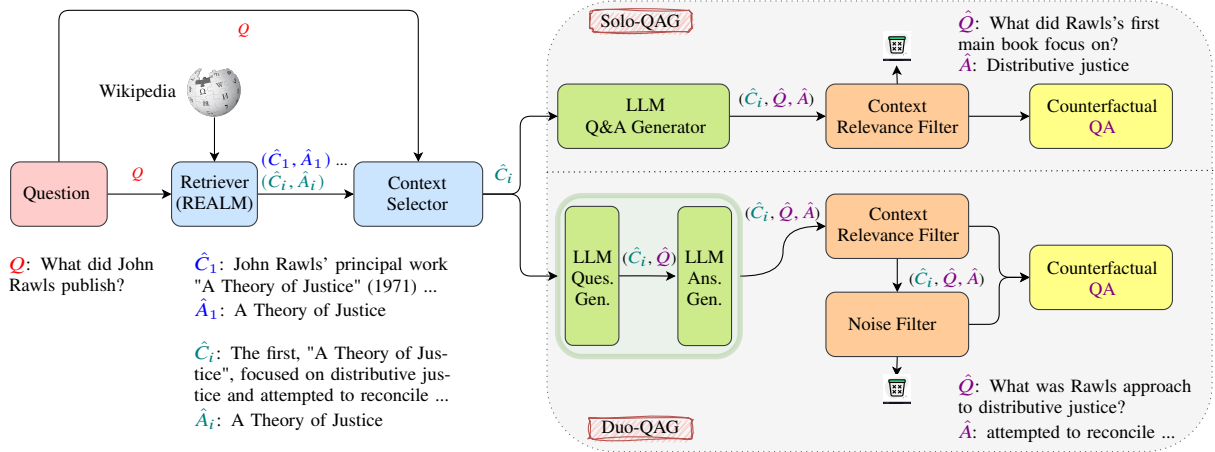 Q
Wikipedia
Question
Q
Retriever
(REALM)
(Ĉ₁, Â₁) ...
(Ĉᵢ, Âᵢ)
Context
Selector
Ĉᵢ
Q: What did John
Rawls publish?
Ĉ₁: John Rawls' principal work
"A Theory of Justice" (1971) ...
Â₁: A Theory of Justice
Ĉᵢ: The first, "A Theory of Jus-
tice", focused on distributive jus-
tice and attempted to reconcile ...
Âᵢ: A Theory of Justice
Solo-QAG
LLM
Q&A Generator
(Ĉᵢ, Q̂, Â)
Context
Relevance Filter
Q̂: What did Rawls's first
main book focus on?
Â: Distributive justice
Counterfactual
QA
LLM
Ques.
Gen.
(Ĉᵢ, Q̂)
LLM
Ans.
Gen.
(Ĉᵢ, Q̂, Â)
Context
Relevance Filter
(Ĉᵢ, Q̂, Â)
Noise Filter
Counterfactual
QA
Q̂: What was Rawls approach
to distributive justice?
Â: attempted to reconcile ...
Duo-QAG